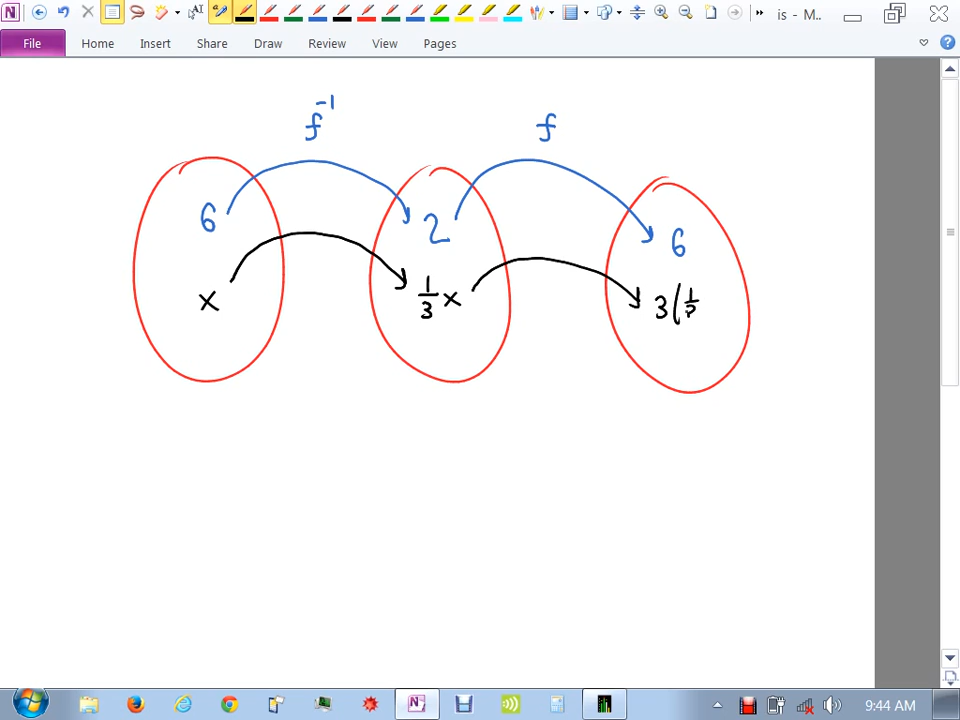 is - M..
File Home Insert Share Draw Review View Pages
f⁻¹ f
6 2 6
x 1/3 x 3(1/3
9:44 AM